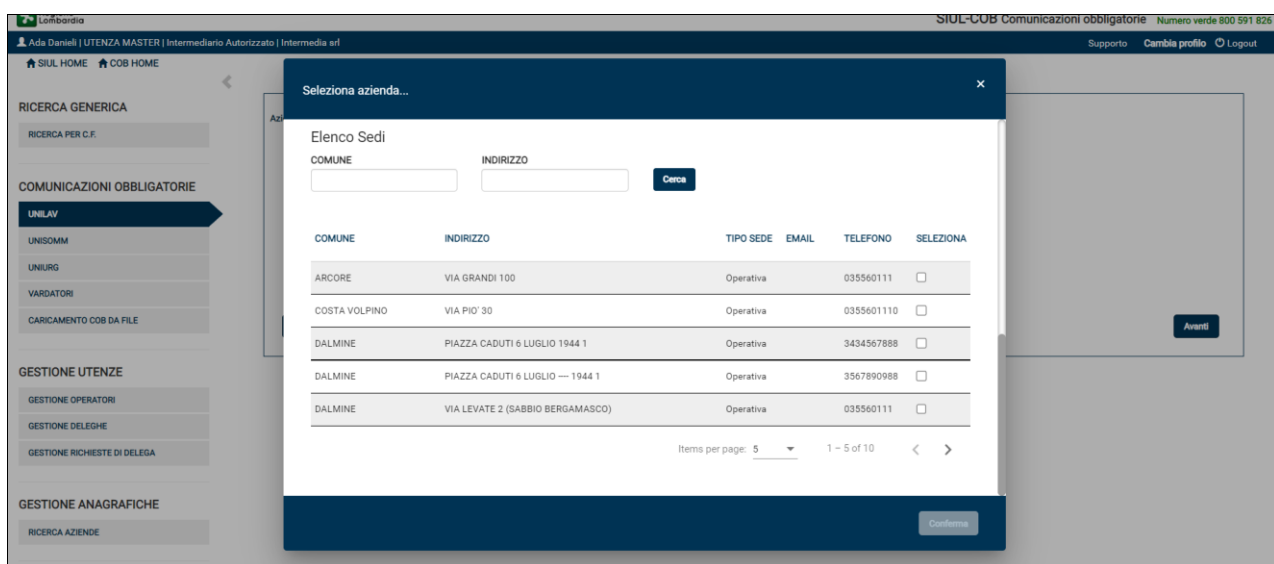 Lombardia
SIUL-COB Comunicazioni obbligatorie Numero verde 800 591 826
Ada Danieli | UTENZA MASTER | Intermediario Autorizzato | Intermedia srl
Supporto Cambia profilo Logout
SIUL HOME COB HOME
Seleziona azienda... ×
RICERCA GENERICA
RICERCA PER C.F.
COMUNICAZIONI OBBLIGATORIE
UNILAV
UNISOMM
UNIURG
VARDATORI
CARICAMENTO COB DA FILE
GESTIONE UTENZE
GESTIONE OPERATORI
GESTIONE DELEGHE
GESTIONE RICHIESTE DI DELEGA
GESTIONE ANAGRAFICHE
RICERCA AZIENDE
Elenco Sedi
COMUNE INDIRIZZO
Cerca
COMUNE INDIRIZZO TIPO SEDE EMAIL TELEFONO SELEZIONA
ARCORE VIA GRANDI 100 Operativa 035560111
COSTA VOLPINO VIA PIO' 30 Operativa 0355601110
DALMINE PIAZZA CADUTI 6 LUGLIO 1944 1 Operativa 3434567888
DALMINE PIAZZA CADUTI 6 LUGLIO — 1944 1 Operativa 3567890988
DALMINE VIA LEVATE 2 (SABBIO BERGAMASCO) Operativa 035560111
Items per page: 5 1 – 5 of 10
Conferma
Avanti